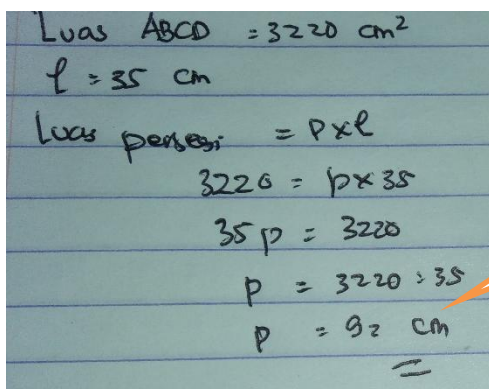 Luas ABCD = 3220 cm²
l = 35 cm
Luas persegi = p x l
3220 = p x 35
35 p = 3220
p = 3220 : 35
p = 92 cm